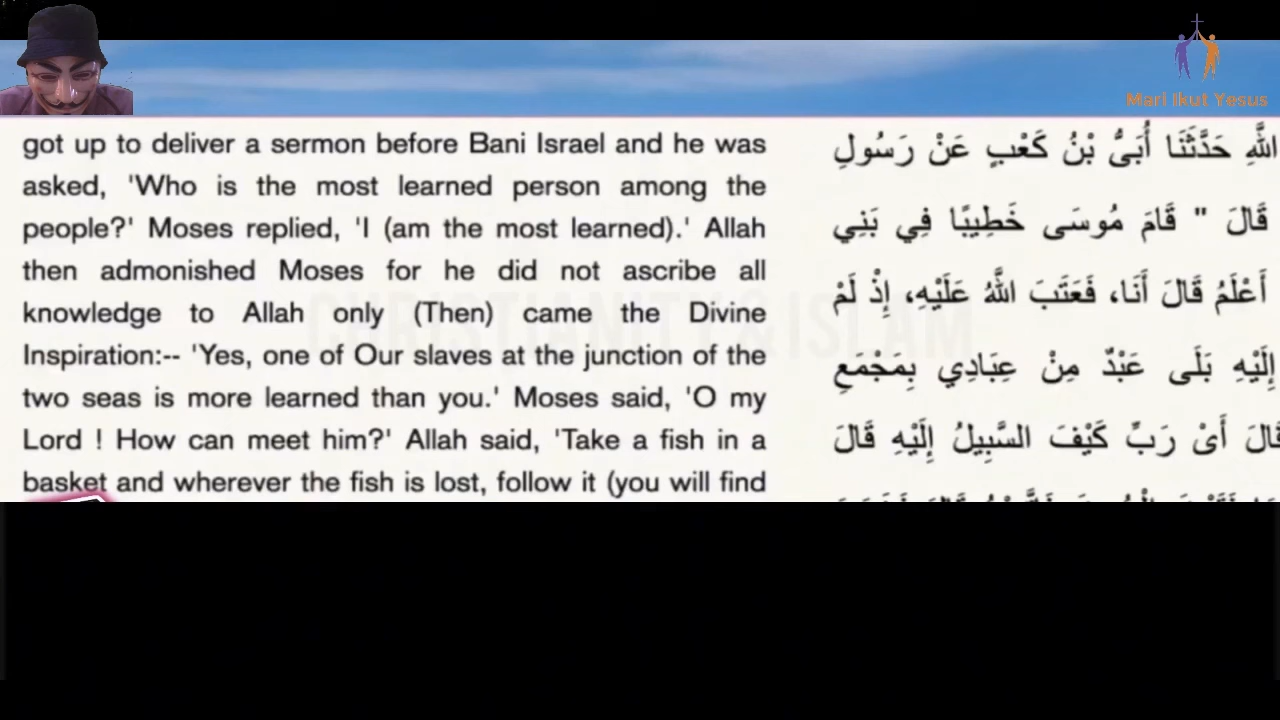 Mari Ikut Yesus
got up to deliver a sermon before Bani Israel and he was
asked, 'Who is the most learned person among the
people?' Moses replied, 'I (am the most learned).' Allah
then admonished Moses for he did not ascribe all
knowledge to Allah only (Then) came the Divine
Inspiration:-- 'Yes, one of Our slaves at the junction of the
two seas is more learned than you.' Moses said, 'O my
Lord ! How can meet him?' Allah said, 'Take a fish in a
basket and wherever the fish is lost, follow it (you will find
اللَّهِ حَدَّثَنَا أُبَىُّ بْنُ كَعْبٍ عَنْ رَسُولِ
قَالَ " قَامَ مُوسَى خَطِيبًا فِي بَنِي
أَعْلَمُ قَالَ أَنَا، فَعَتَبَ اللَّهُ عَلَيْهِ، إِذْ لَمْ
إِلَيْهِ بَلَى عَبْدٌ مِنْ عِبَادِي بِمَجْمَعِ
قَالَ أَىْ رَبِّ كَيْفَ السَّبِيلُ إِلَيْهِ قَالَ
CHRISTIANITY & ISLAM